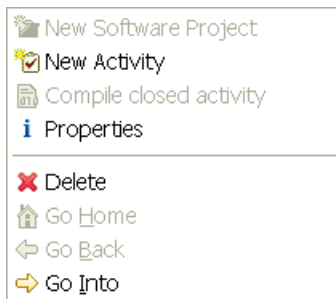 New Software Project
New Activity
Compile closed activity
Properties
Delete
Go Home
Go Back
Go Into